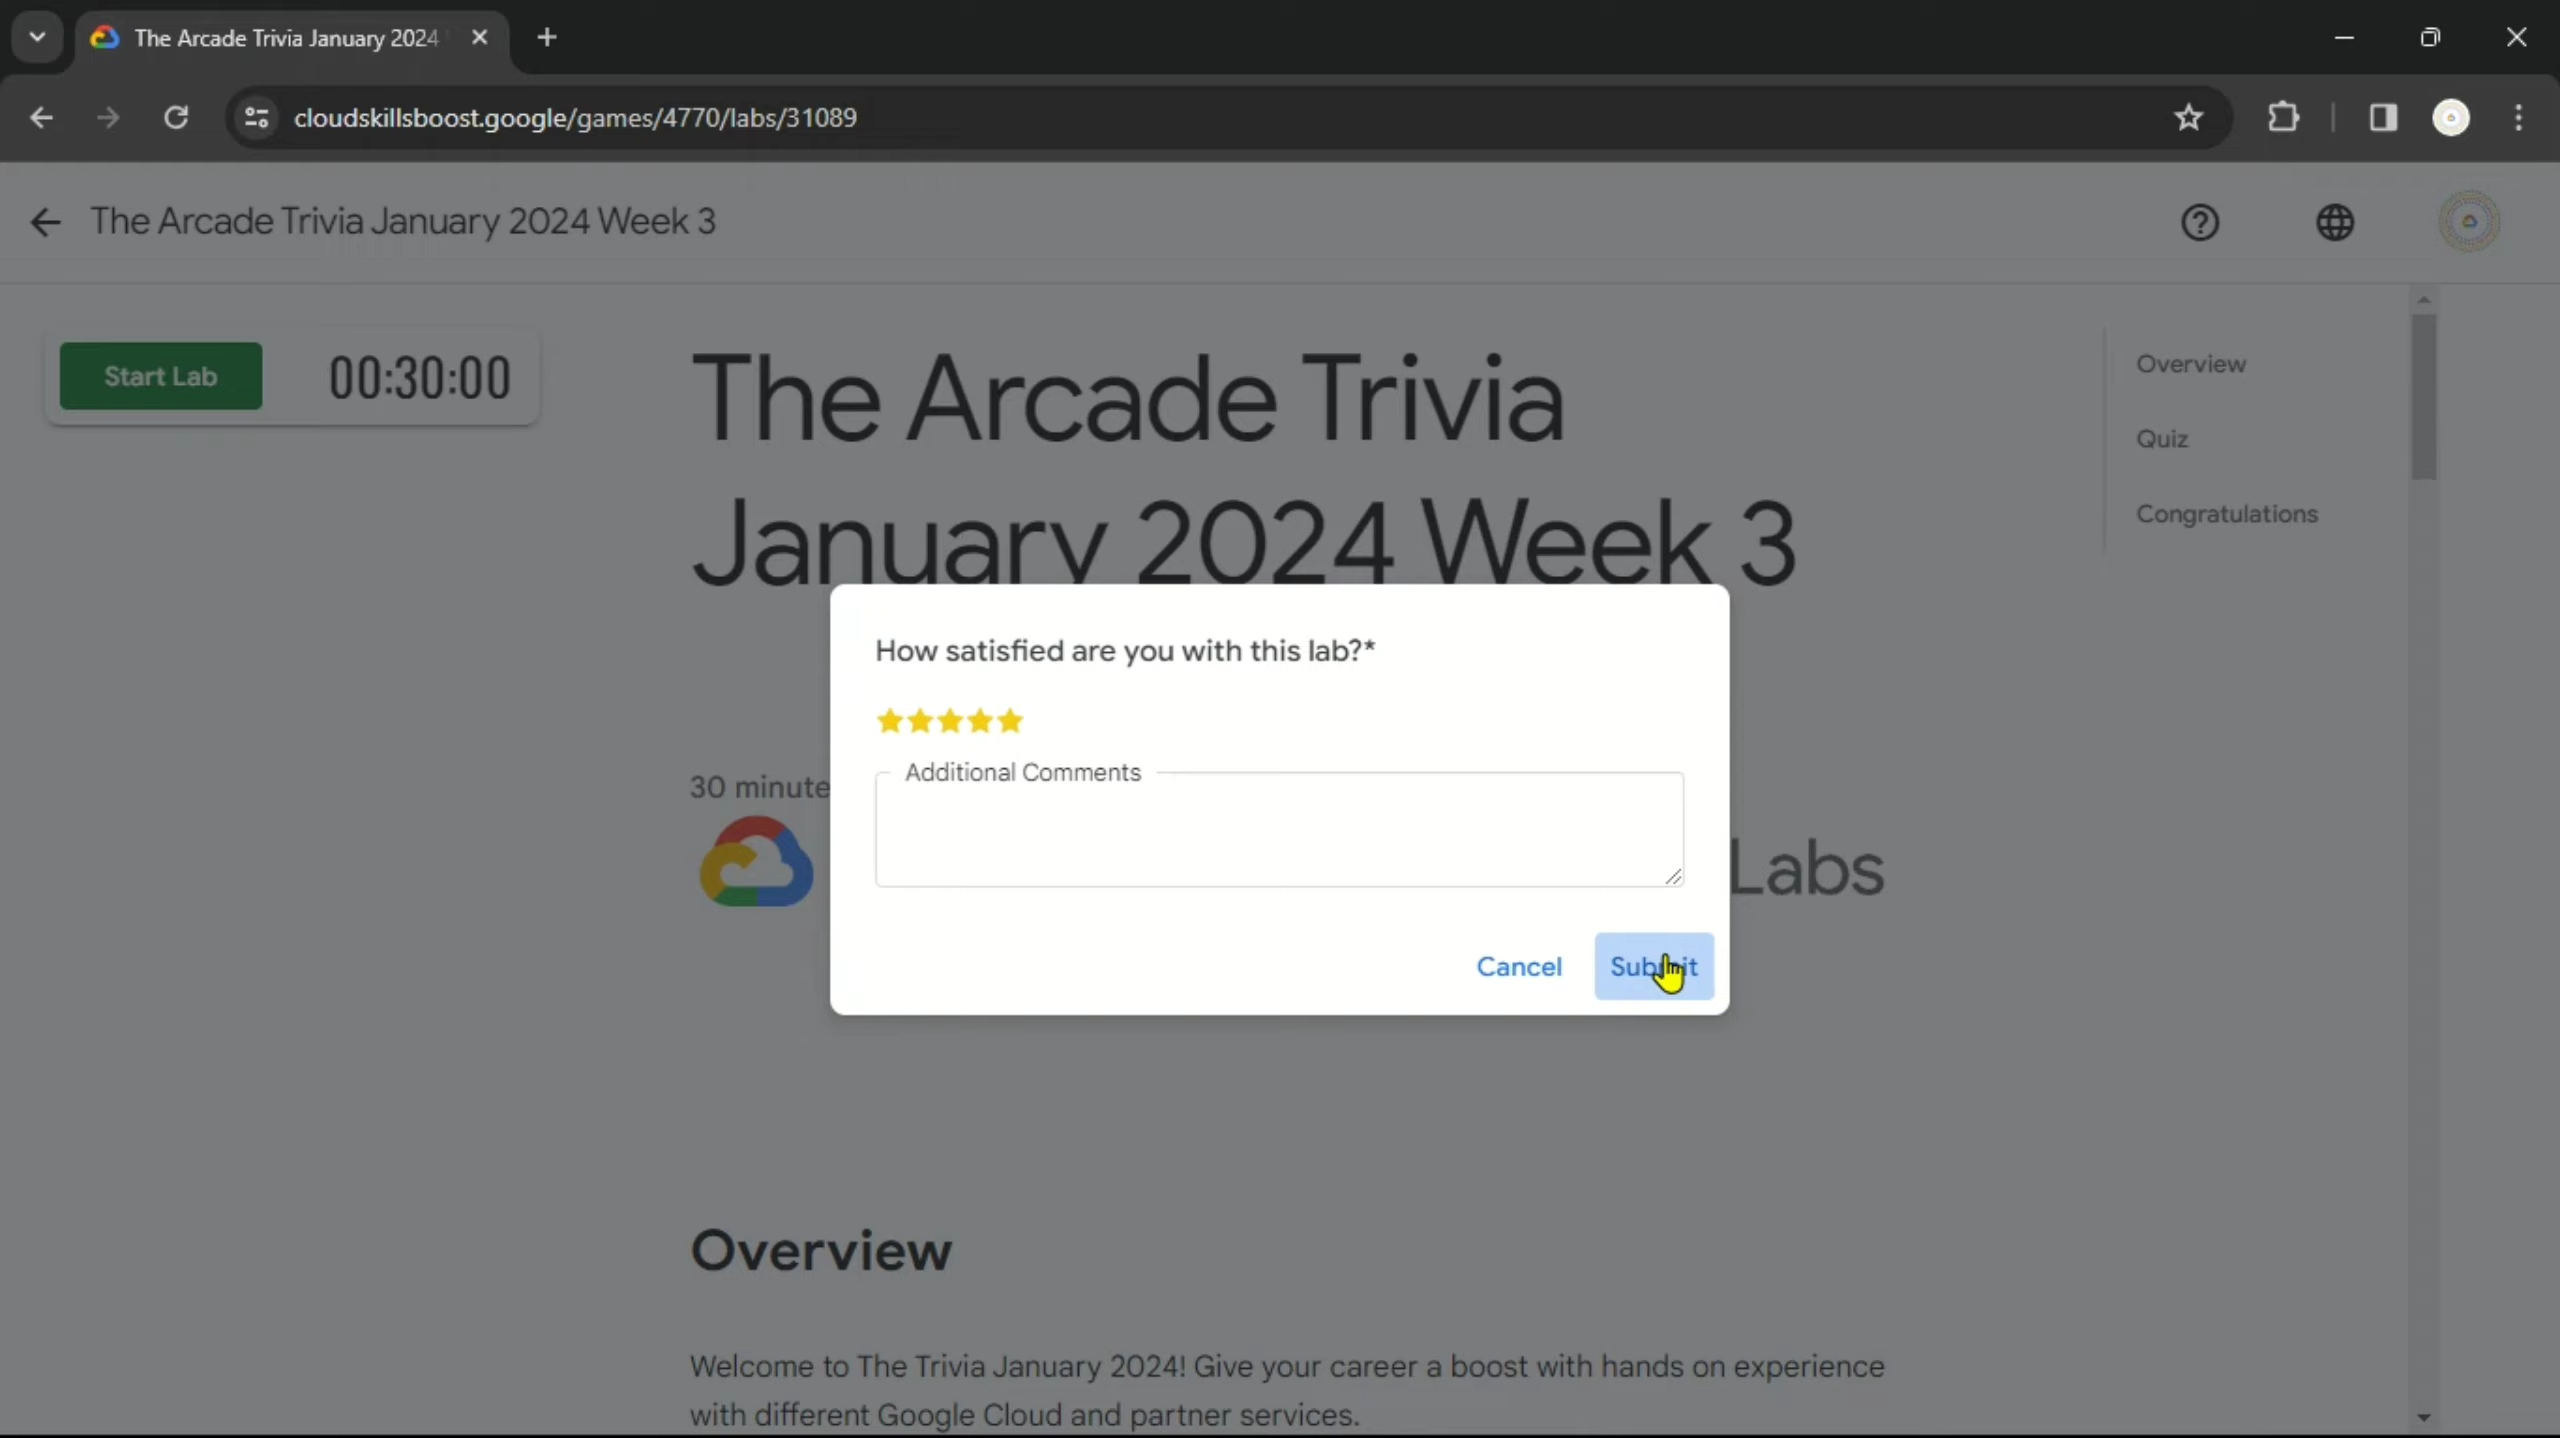 The Arcade Trivia January 2024
cloudskillsboost.google/games/4770/labs/31089
The Arcade Trivia January 2024 Week 3
Start Lab
00:30:00
The Arcade Trivia
January 2024 Week 3
Overview
Quiz
Congratulations
How satisfied are you with this lab?*
Additional Comments
30 minute
Labs
Cancel
Submit
Overview
Welcome to The Trivia January 2024! Give your career a boost with hands on experience
with different Google Cloud and partner services.